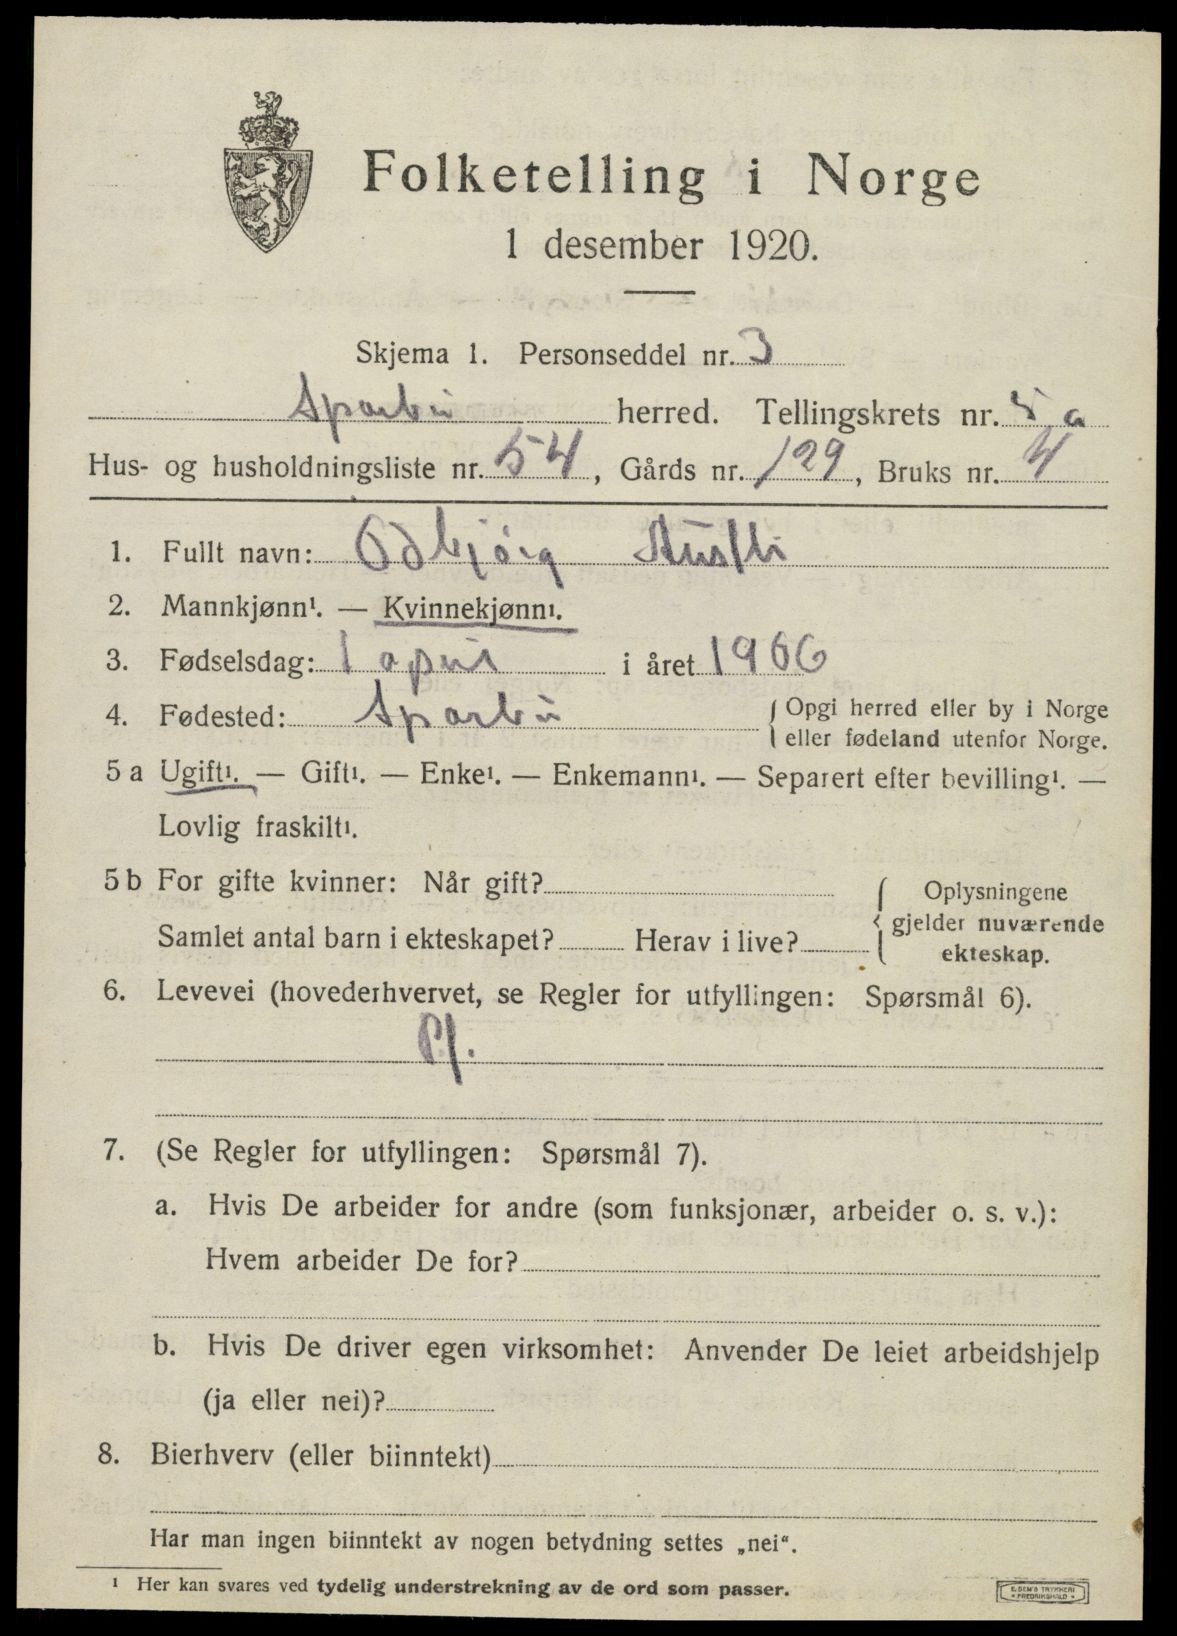 Folketelling i Norge
1 desember 1920.
Skjema 1. Personseddel nr. 3
Sparbu herred. Tellingskrets nr. 5 a
Hus- og husholdningsliste nr. 54, Gårds nr. 129, Bruks nr. 4
1. Fullt navn: Odbjörg
2. Mannkjønn¹. — Kvinnekjønn¹.
3. Fødselsdag: 1 april i året 1906
4. Fødested: Sparbu { Opgi herred eller by i Norge
eller fødeland utenfor Norge.
5 a Ugift¹. — Gift¹. — Enke¹. — Enkemann¹. — Separert efter bevilling¹. —
Lovlig fraskilt¹.
5 b For gifte kvinner: Når gift?
Samlet antal barn i ekteskapet? Herav i live?
{ Oplysningene
gjelder nuværende
ekteskap.
6. Levevei (hovederhvervet, se Regler for utfyllingen: Spørsmål 6).
7. (Se Regler for utfyllingen: Spørsmål 7).
a. Hvis De arbeider for andre (som funksjonær, arbeider o. s. v.):
Hvem arbeider De for?
b. Hvis De driver egen virksomhet: Anvender De leiet arbeidshjelp
(ja eller nei)?
8. Bierhverv (eller biinntekt)
Har man ingen biinntekt av nogen betydning settes „nei“.
¹ Her kan svares ved tydelig understrekning av de ord som passer.
E. SEM'S TRYKKERI
FREDRIKSHALD